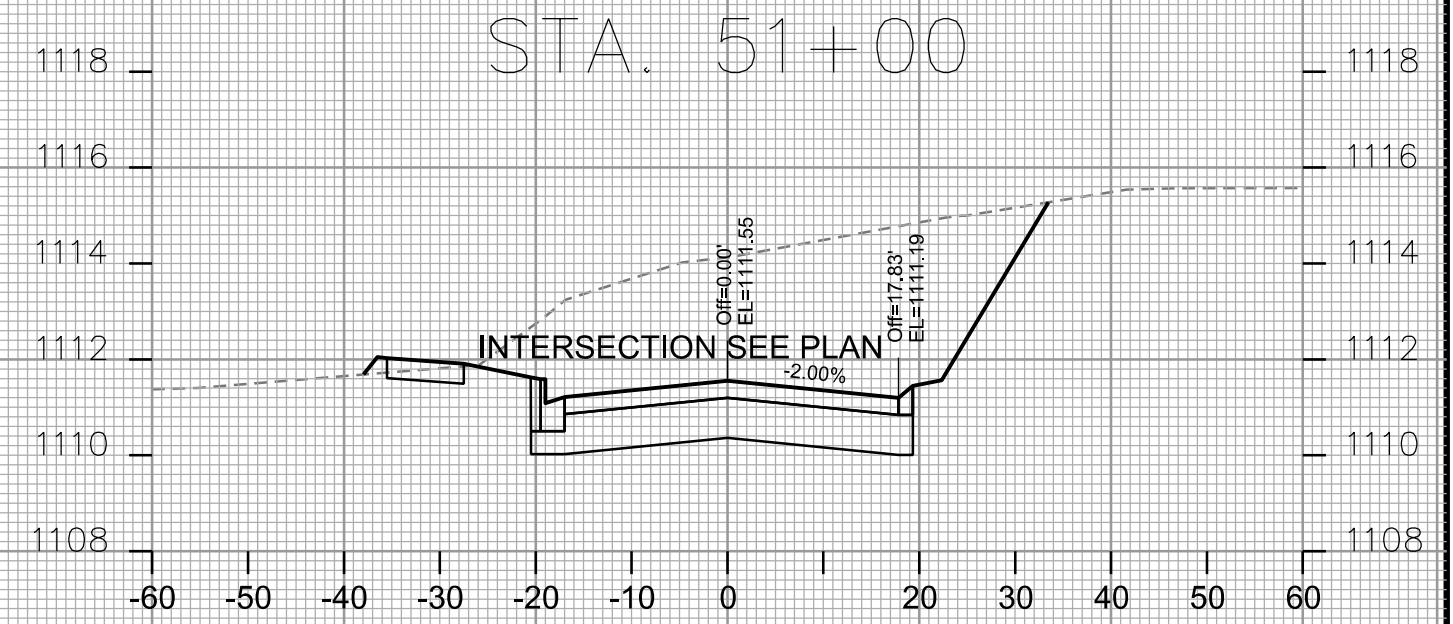 STA. 51+00
1118 1118
1116 1116
1114 1114
Off=0.00'
EL=1111.55
Off=17.83'
EL=1111.19
INTERSECTION SEE PLAN
1112 1112
-2.00%
1110 1110
1108 1108
-60 -50 -40 -30 -20 -10 0 20 30 40 50 60